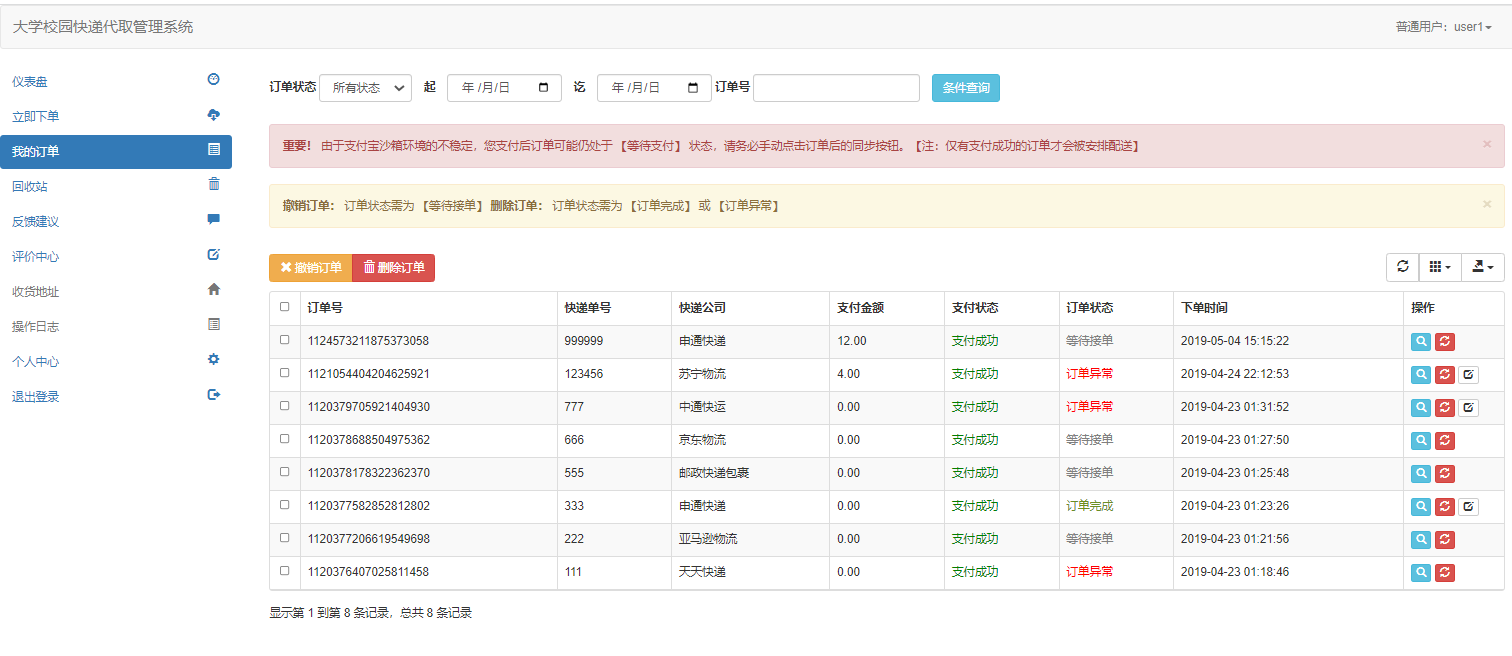 大学校园快递代取管理系统 普通用户：user1
仪表盘
立即下单
我的订单
回收站
反馈建议
评价中心
收货地址
操作日志
个人中心
退出登录
订单状态 所有状态 起 年 /月/日 讫 年 /月/日 订单号 条件查询
重要！ 由于支付宝沙箱环境的不稳定，您支付后订单可能仍处于 【等待支付】 状态，请务必手动点击订单后的同步按钮。【注：仅有支付成功的订单才会被安排配送】 ×
撤销订单： 订单状态需为 【等待接单】 删除订单： 订单状态需为 【订单完成】 或 【订单异常】 ×
撤销订单 删除订单
订单号 快递单号 快递公司 支付金额 支付状态 订单状态 下单时间 操作
1124573211875373058 999999 申通快递 12.00 支付成功 等待接单 2019-05-04 15:15:22
1121054404204625921 123456 苏宁物流 4.00 支付成功 订单异常 2019-04-24 22:12:53
1120379705921404930 777 中通快运 0.00 支付成功 订单异常 2019-04-23 01:31:52
1120378688504975362 666 京东物流 0.00 支付成功 等待接单 2019-04-23 01:27:50
1120378178322362370 555 邮政快递包裹 0.00 支付成功 等待接单 2019-04-23 01:25:48
1120377582852812802 333 申通快递 0.00 支付成功 订单完成 2019-04-23 01:23:26
1120377206619549698 222 亚马逊物流 0.00 支付成功 等待接单 2019-04-23 01:21:56
1120376407025811458 111 天天快递 0.00 支付成功 订单异常 2019-04-23 01:18:46
显示第 1 到第 8 条记录，总共 8 条记录